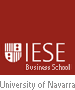 IESE
Business School
University of Navarra